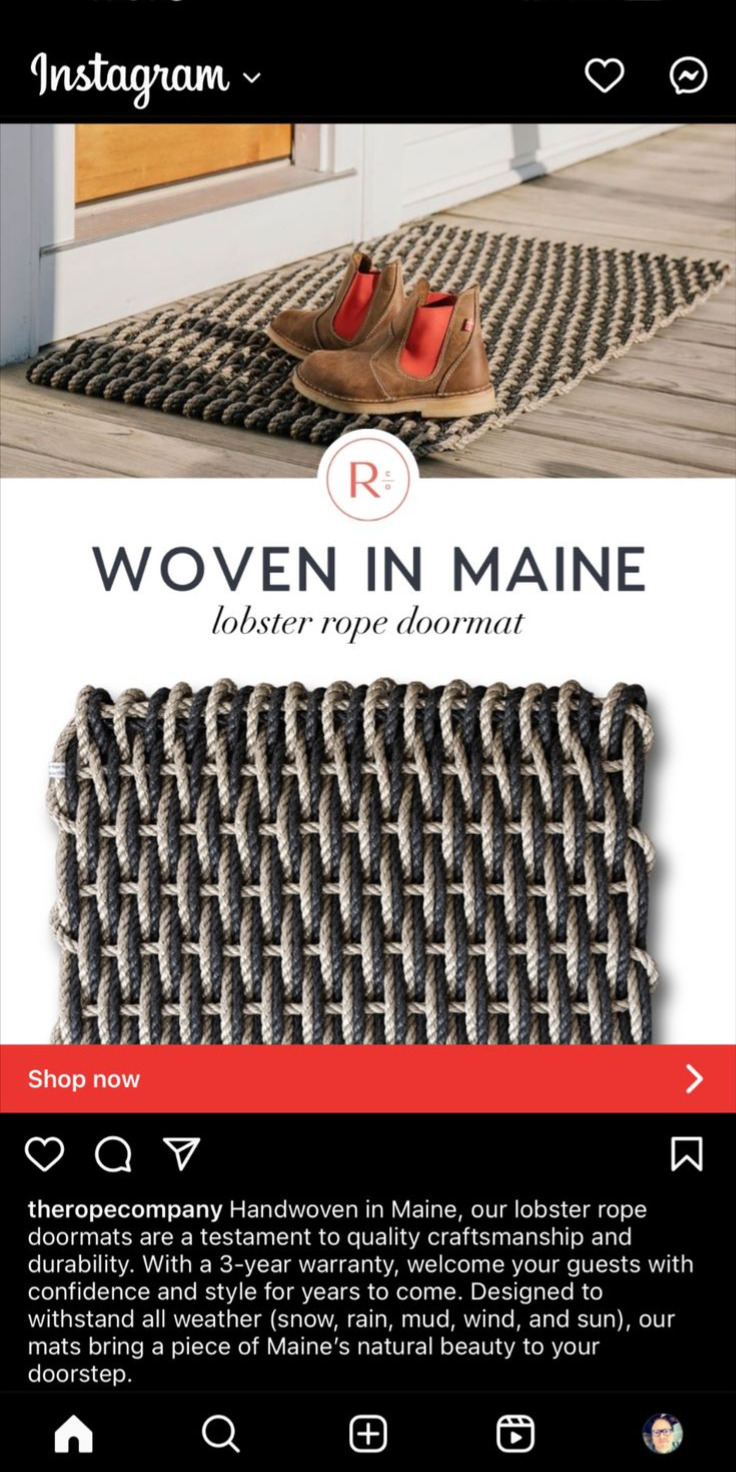 Instagram
R c/o
WOVEN IN MAINE
lobster rope doormat
Shop now
theropecompany Handwoven in Maine, our lobster rope
doormats are a testament to quality craftsmanship and
durability. With a 3-year warranty, welcome your guests with
confidence and style for years to come. Designed to
withstand all weather (snow, rain, mud, wind, and sun), our
mats bring a piece of Maine’s natural beauty to your
doorstep.